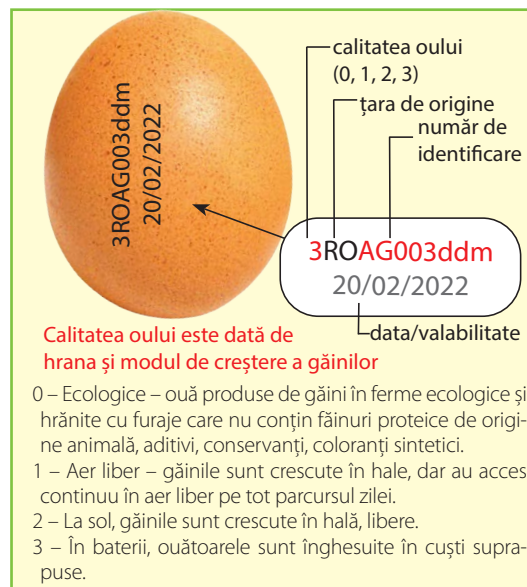 3ROAG003ddm
20/02/2022
calitatea oului
(0, 1, 2, 3)
țara de origine
număr de
identificare
3ROAG003ddm
20/02/2022
data/valabilitate
Calitatea oului este dată de
hrana și modul de creștere a găinilor
0 – Ecologice – ouă produse de găini în ferme ecologice și
hrănite cu furaje care nu conțin făinuri proteice de origi-
ne animală, aditivi, conservanți, coloranți sintetici.
1 – Aer liber – găinile sunt crescute în hale, dar au acces
continuu în aer liber pe tot parcursul zilei.
2 – La sol, găinile sunt crescute în hală, libere.
3 – În baterii, ouătoarele sunt înghesuite în cuști supra-
puse.